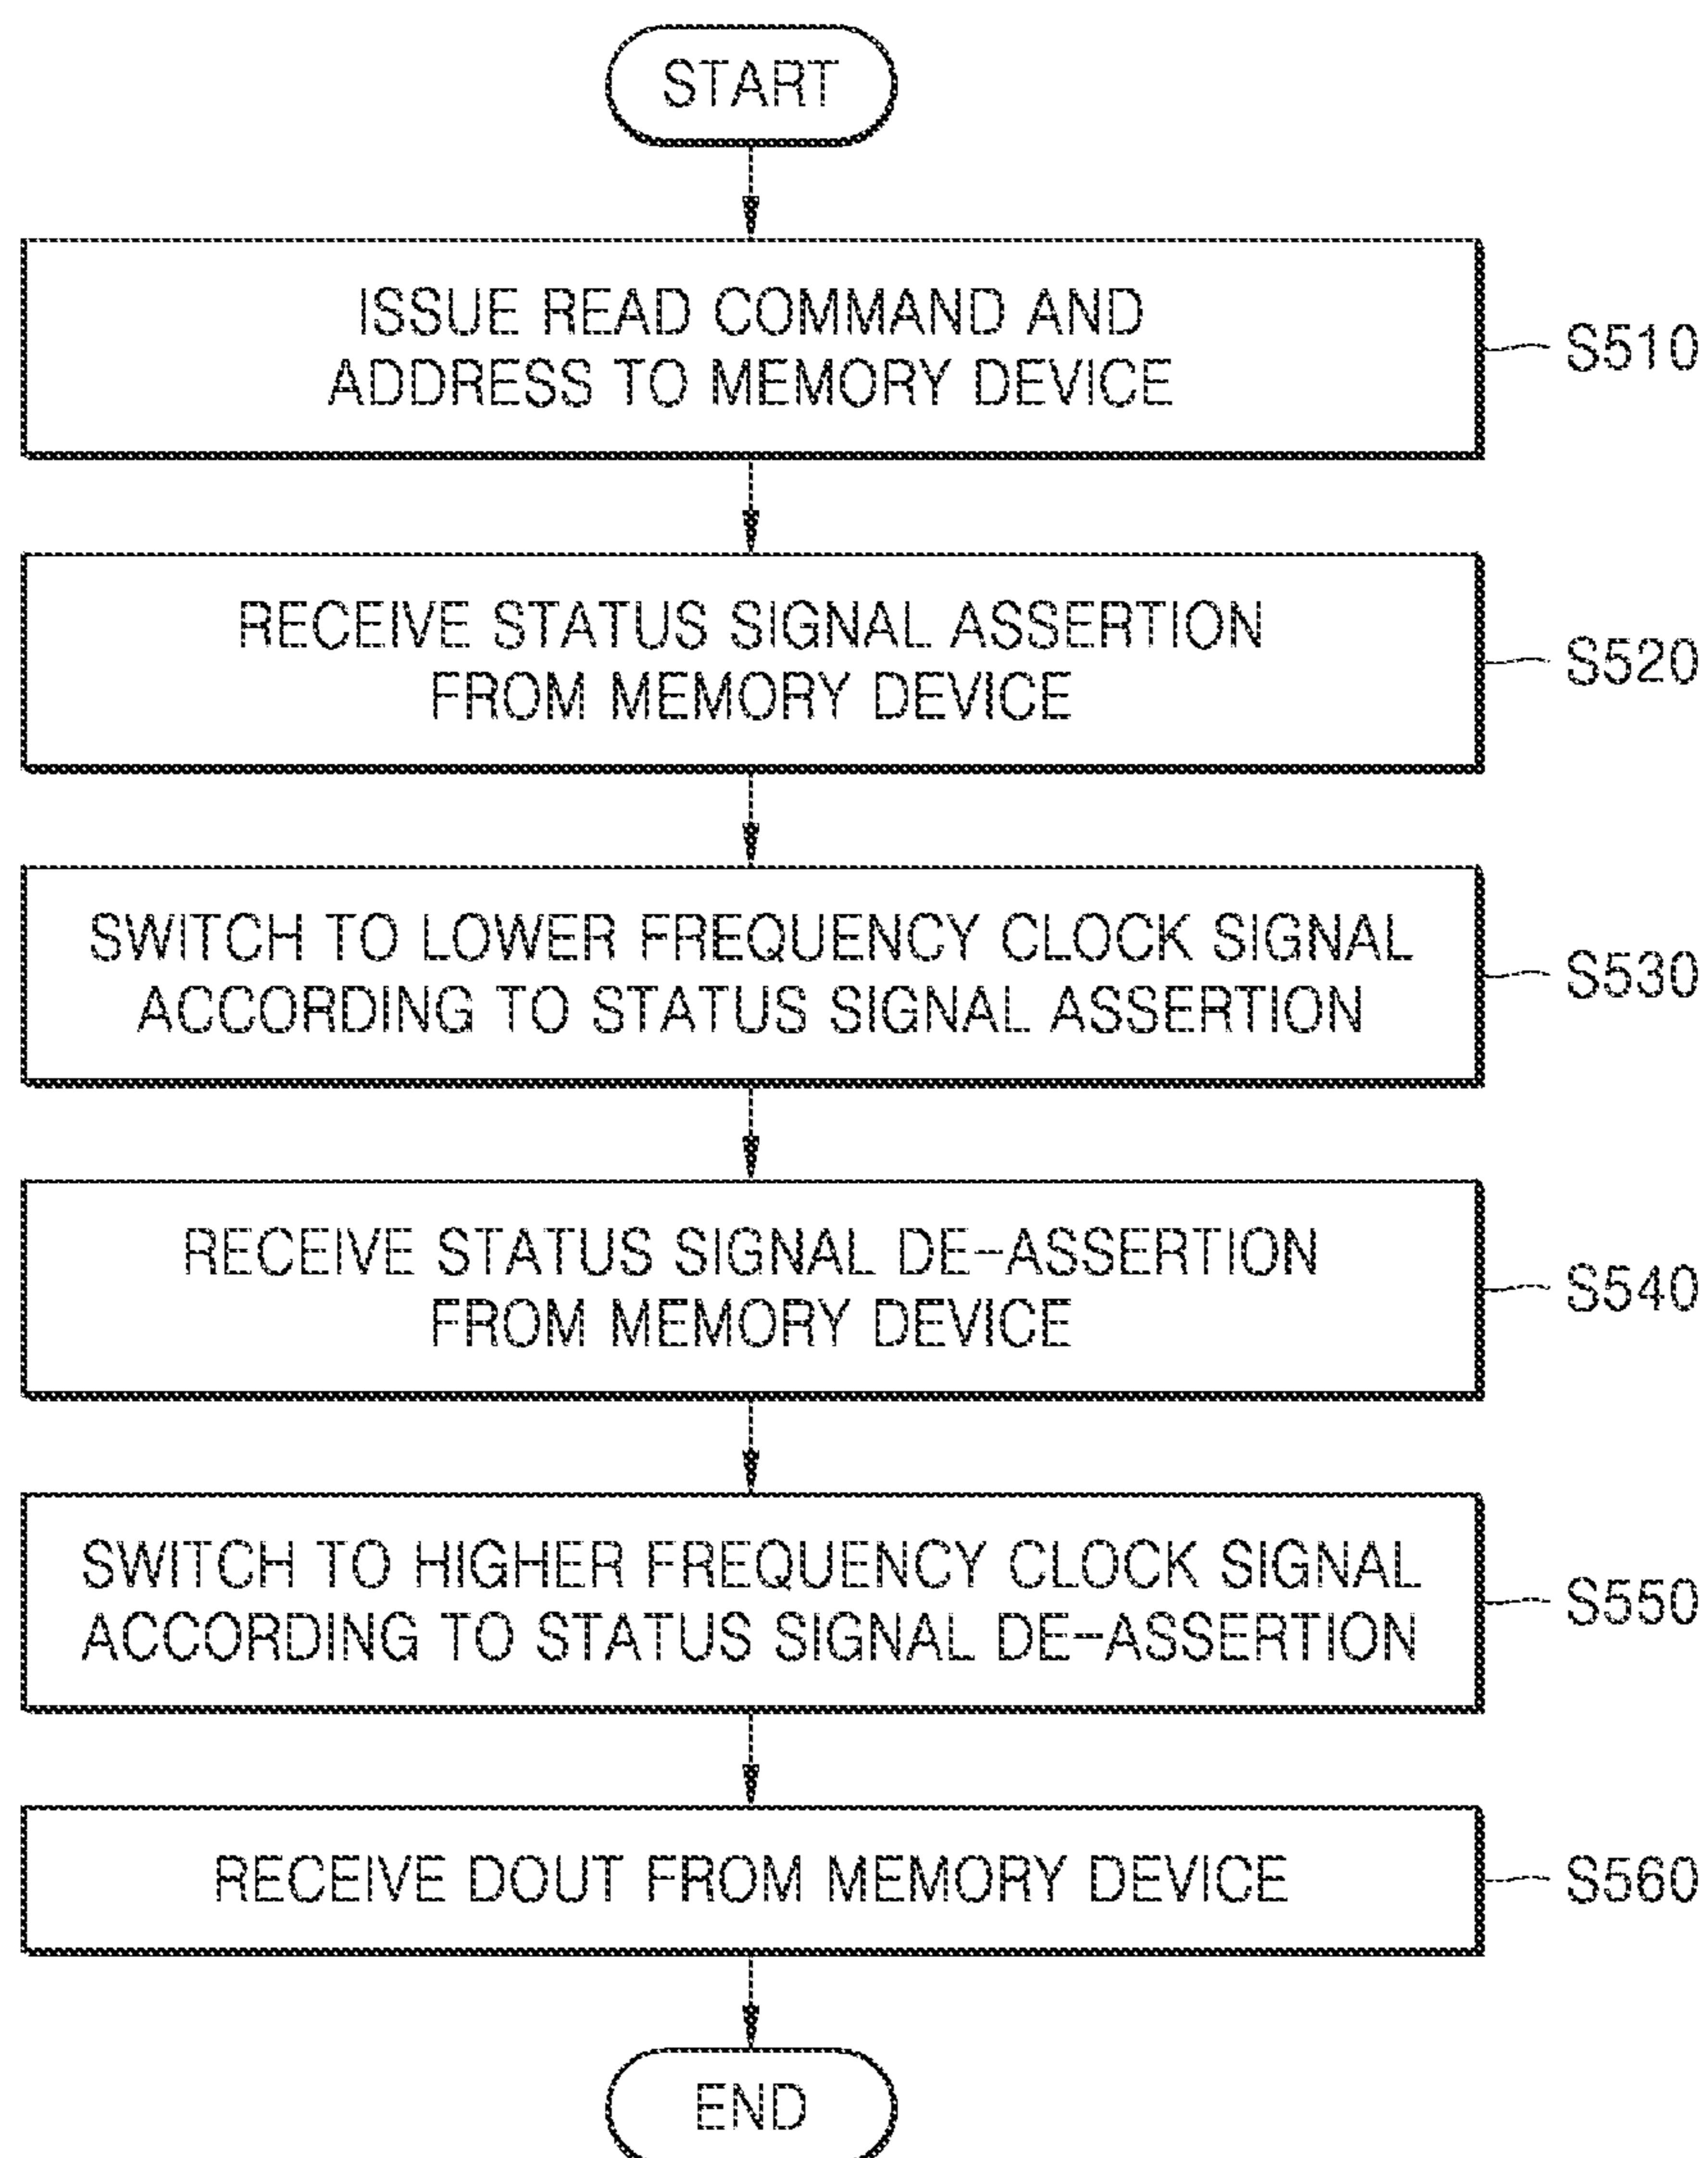 START
ISSUE READ COMMAND AND
ADDRESS TO MEMORY DEVICE
S510
RECEIVE STATUS SIGNAL ASSERTION
FROM MEMORY DEVICE
S520
SWITCH TO LOWER FREQUENCY CLOCK SIGNAL
ACCORDING TO STATUS SIGNAL ASSERTION
S530
RECEIVE STATUS SIGNAL DE-ASSERTION
FROM MEMORY DEVICE
S540
SWITCH TO HIGHER FREQUENCY CLOCK SIGNAL
ACCORDING TO STATUS SIGNAL DE-ASSERTION
S550
RECEIVE DOUT FROM MEMORY DEVICE
S560
END